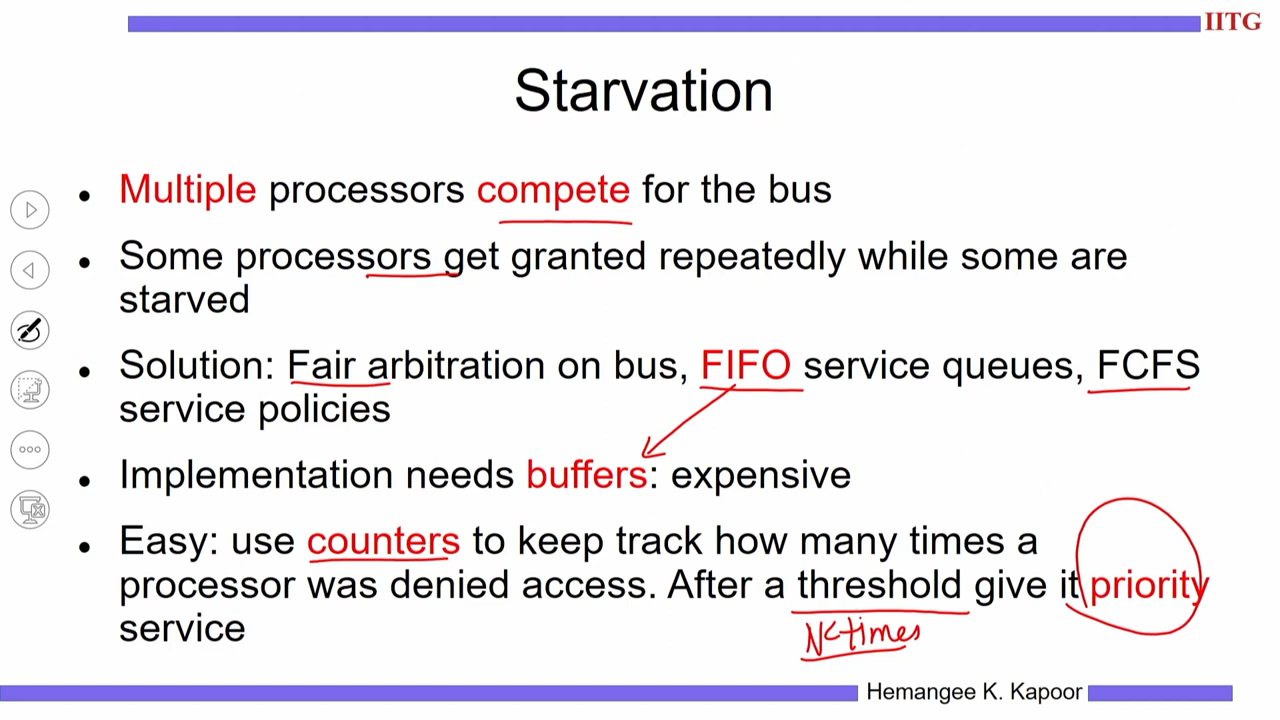 IITG
Starvation
• Multiple processors compete for the bus
• Some processors get granted repeatedly while some are
starved
• Solution: Fair arbitration on bus, FIFO service queues, FCFS
service policies
• Implementation needs buffers: expensive
• Easy: use counters to keep track how many times a
processor was denied access. After a threshold give it priority
service
times
Hemangee K. Kapoor